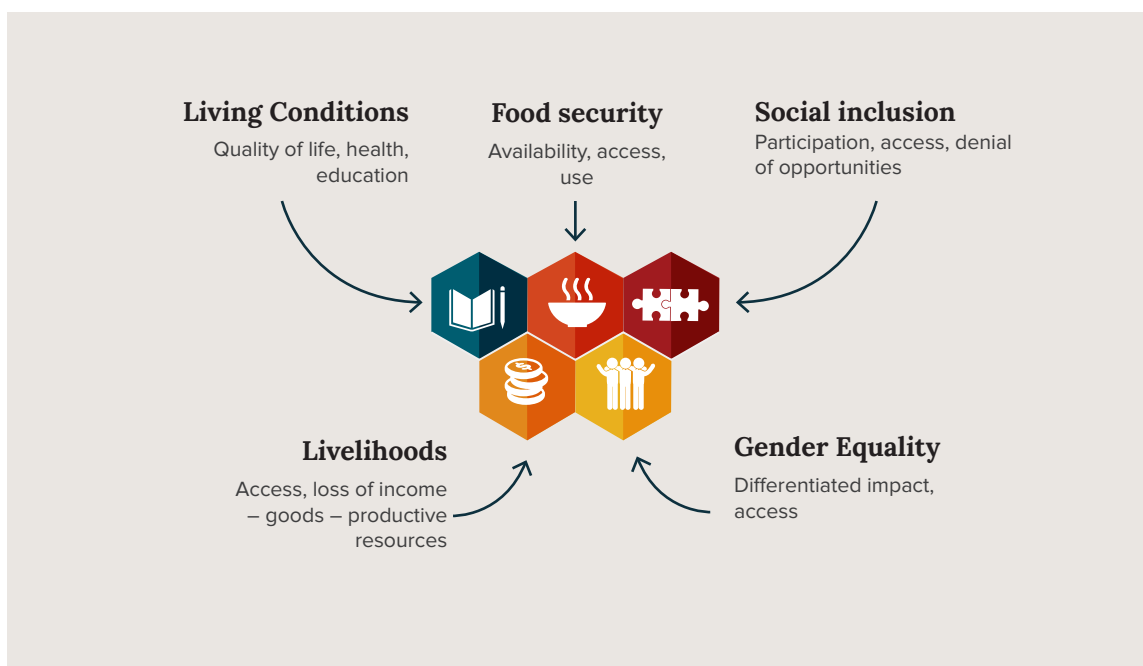 Living Conditions
Quality of life, health,
education
Food security
Availability, access,
use
Social inclusion
Participation, access, denial
of opportunities
$
Livelihoods
Access, loss of income
– goods – productive
resources
Gender Equality
Differentiated impact,
access